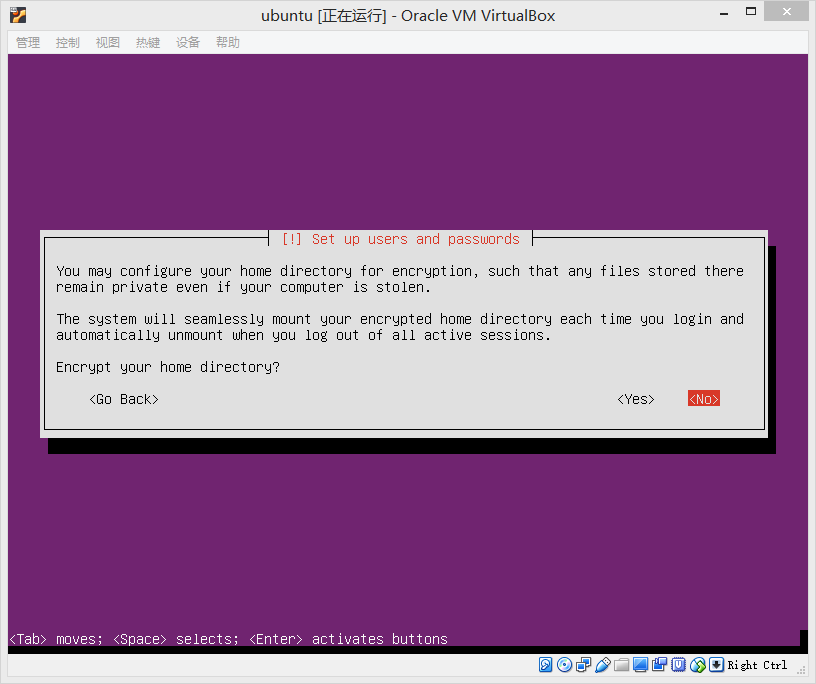 ubuntu [正在运行] - Oracle VM VirtualBox
管理 控制 视图 热键 设备 帮助
[!] Set up users and passwords
You may configure your home directory for encryption, such that any files stored there
remain private even if your computer is stolen.
The system will seamlessly mount your encrypted home directory each time you login and
automatically unmount when you log out of all active sessions.
Encrypt your home directory?
<Go Back> <Yes> <No>
<Tab> moves; <Space> selects; <Enter> activates buttons
Right Ctrl